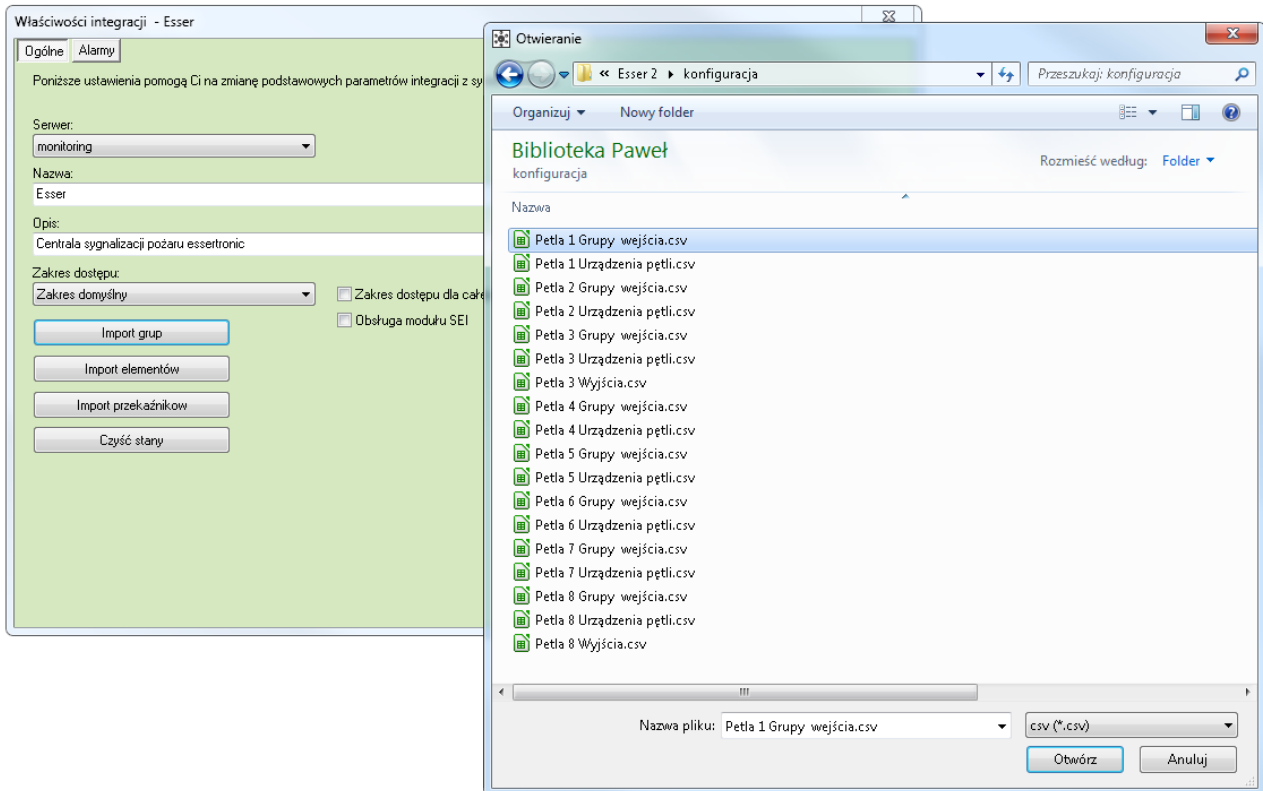 Właściwości integracji - Esser
Ogólne Alarmy
Poniższe ustawienia pomogą Ci na zmianę podstawowych parametrów integracji z sy
Serwer:
monitoring
Nazwa:
Esser
Opis:
Centrala sygnalizacji pożaru essertronic
Zakres dostępu:
Zakres domyślny
Zakres dostępu dla całe
Obsługa modułu SEI
Import grup
Import elementów
Import przekaźnikow
Czyść stany
Otwieranie
« Esser 2 konfiguracja
Przeszukaj: konfiguracja
Organizuj Nowy folder
Biblioteka Paweł
konfiguracja
Rozmieść według: Folder
Nazwa
Petla 1 Grupy wejścia.csv
Petla 1 Urządzenia pętli.csv
Petla 2 Grupy wejścia.csv
Petla 2 Urządzenia pętli.csv
Petla 3 Grupy wejścia.csv
Petla 3 Urządzenia pętli.csv
Petla 3 Wyjścia.csv
Petla 4 Grupy wejścia.csv
Petla 4 Urządzenia pętli.csv
Petla 5 Grupy wejścia.csv
Petla 5 Urządzenia pętli.csv
Petla 6 Grupy wejścia.csv
Petla 6 Urządzenia pętli.csv
Petla 7 Grupy wejścia.csv
Petla 7 Urządzenia pętli.csv
Petla 8 Grupy wejścia.csv
Petla 8 Urządzenia pętli.csv
Petla 8 Wyjścia.csv
Nazwa pliku: Petla 1 Grupy wejścia.csv
csv (*.csv)
Otwórz Anuluj